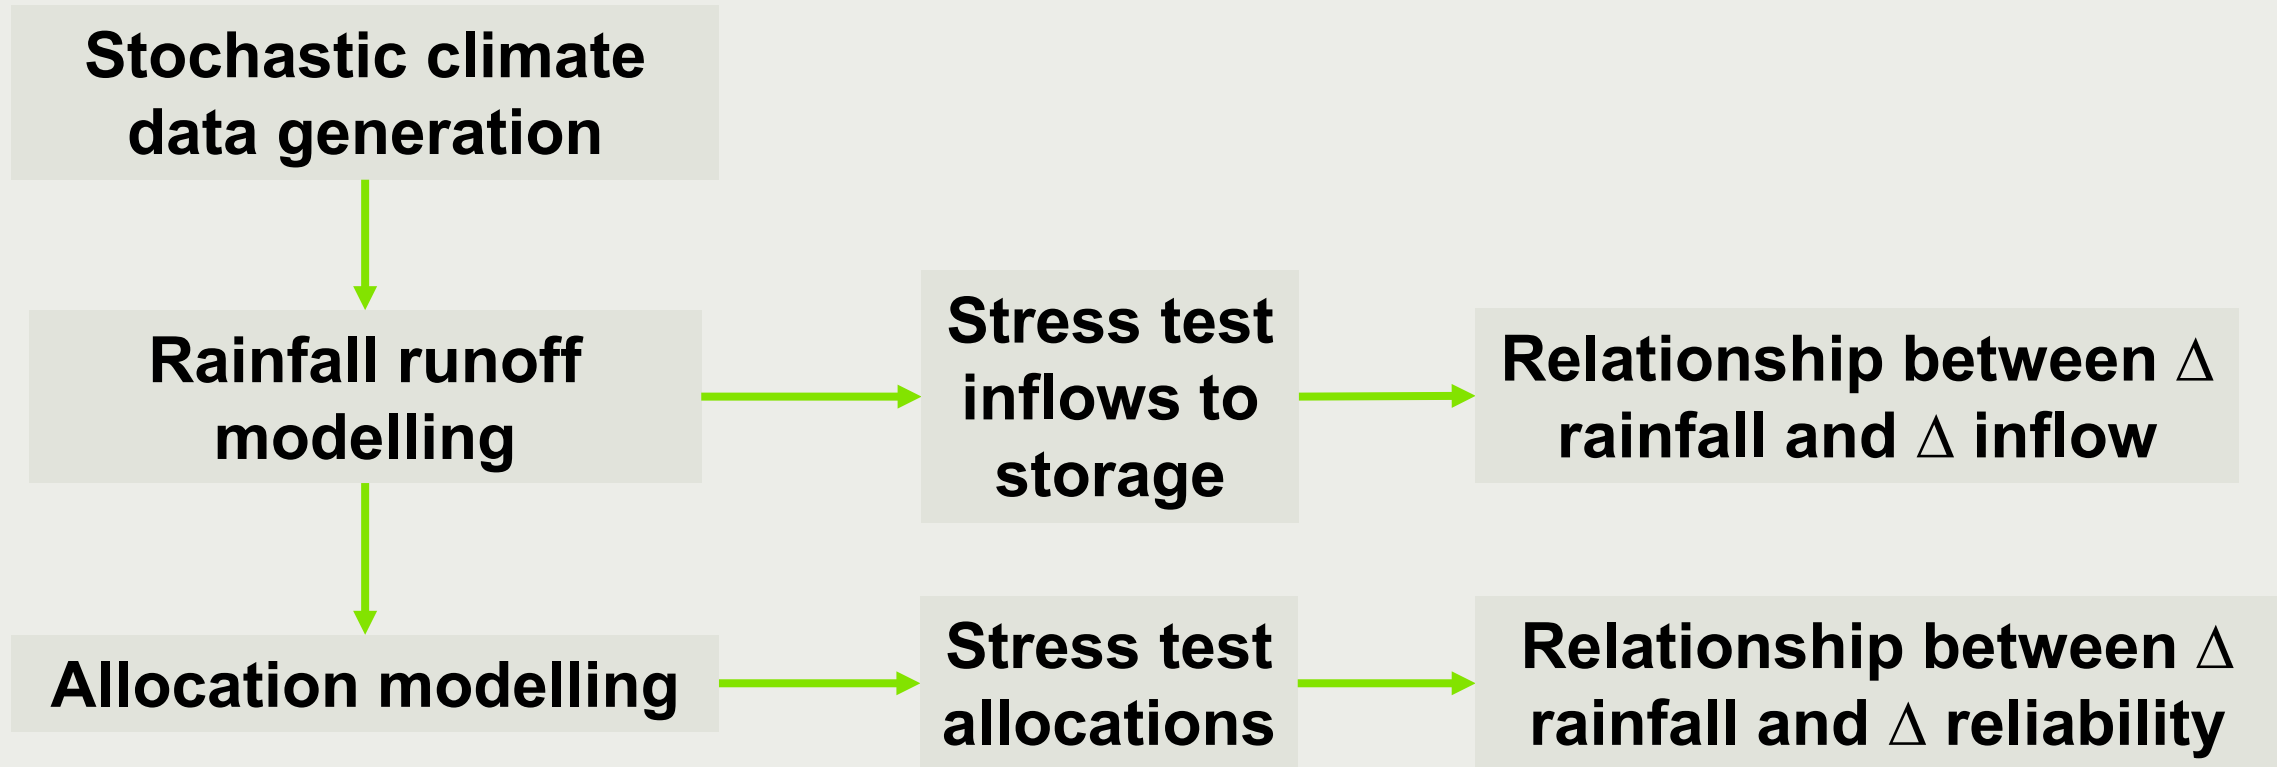 Stochastic climate
data generation
Rainfall runoff
modelling
Stress test
inflows to
storage
Relationship between Δ
rainfall and Δ inflow
Allocation modelling
Stress test
allocations
Relationship between Δ
rainfall and Δ reliability